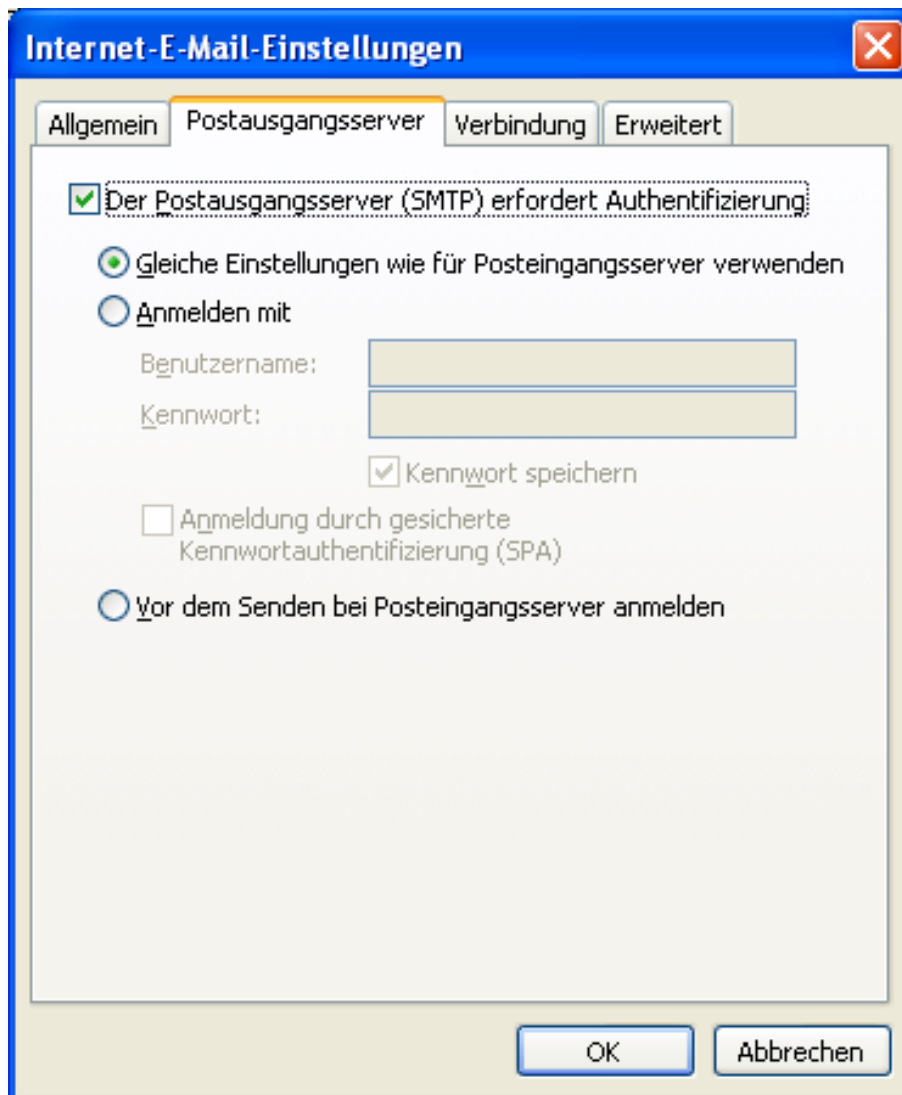 Internet-E-Mail-Einstellungen
Allgemein Postausgangsserver Verbindung Erweitert
Der Postausgangsserver (SMTP) erfordert Authentifizierung
Gleiche Einstellungen wie für Posteingangsserver verwenden
Anmelden mit
Benutzername:
Kennwort:
Kennwort speichern
Anmeldung durch gesicherte
Kennwortauthentifizierung (SPA)
Vor dem Senden bei Posteingangsserver anmelden
OK Abbrechen